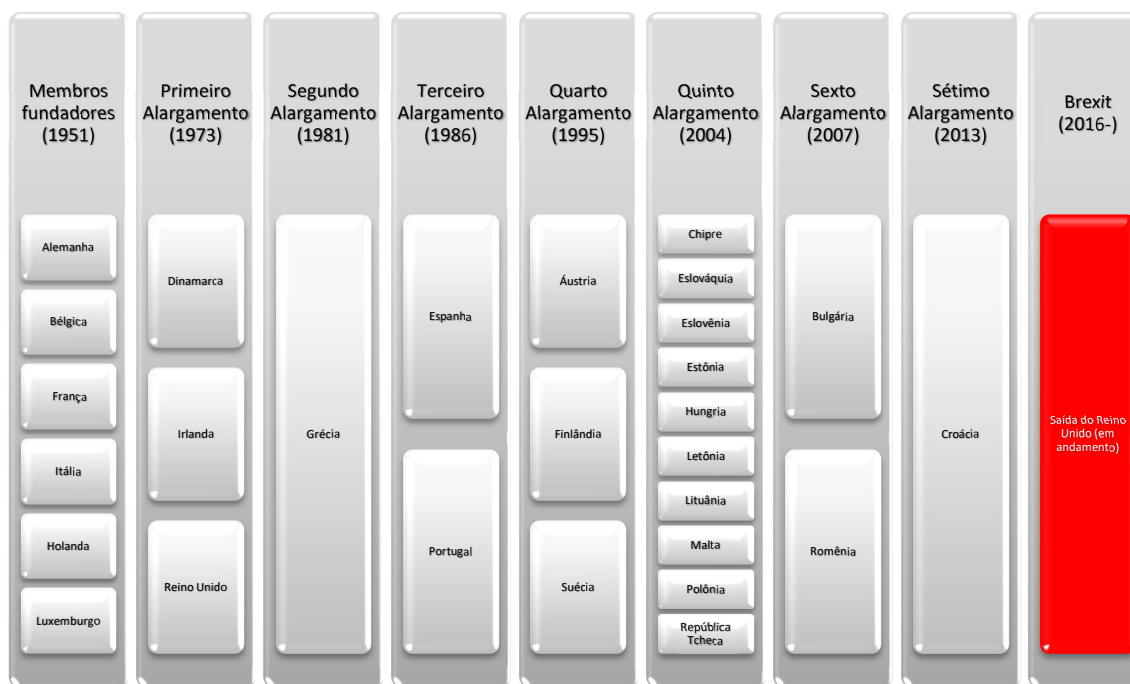 Membros
fundadores
(1951)
Alemanha
Bélgica
França
Itália
Holanda
Luxemburgo
Primeiro
Alargamento
(1973)
Dinamarca
Irlanda
Reino Unido
Segundo
Alargamento
(1981)
Grécia
Terceiro
Alargamento
(1986)
Espanha
Portugal
Quarto
Alargamento
(1995)
Áustria
Finlândia
Suécia
Quinto
Alargamento
(2004)
Chipre
Eslováquia
Eslovênia
Estônia
Hungria
Letônia
Lituânia
Malta
Polônia
República
Tcheca
Sexto
Alargamento
(2007)
Bulgária
Romênia
Sétimo
Alargamento
(2013)
Croácia
Brexit
(2016-)
Saída do Reino
Unido (em
andamento)